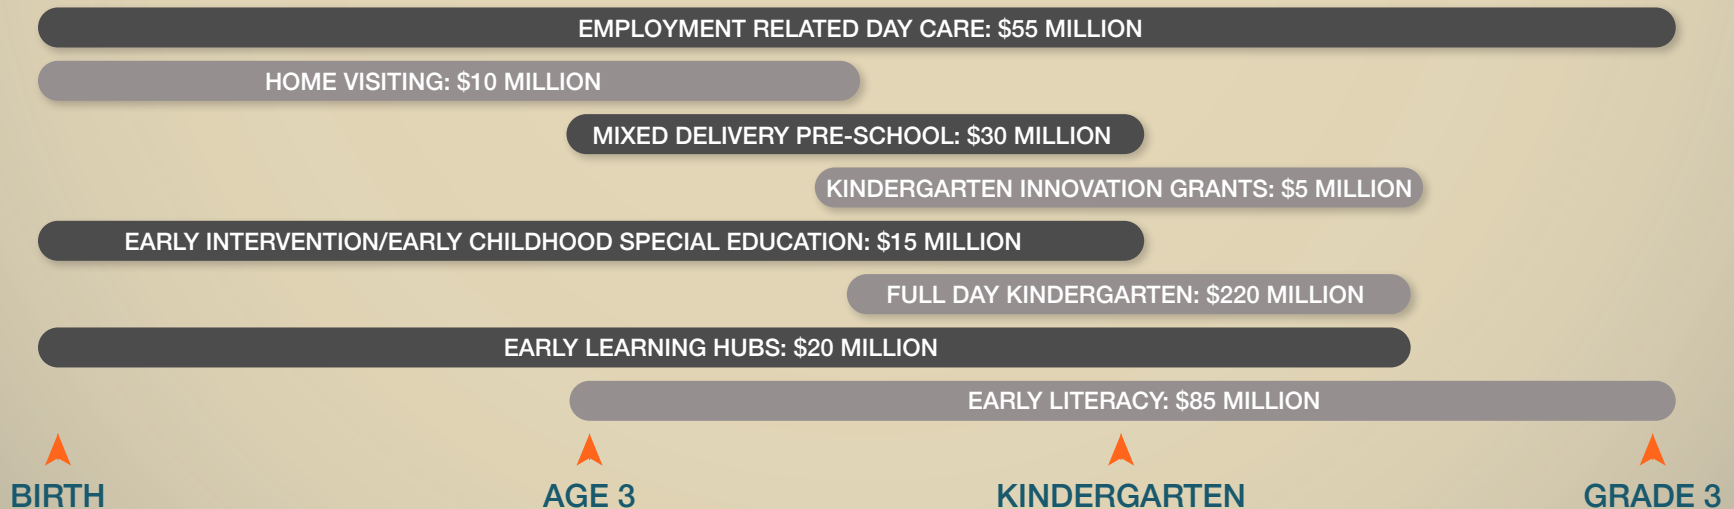 EMPLOYMENT RELATED DAY CARE: $55 MILLION
HOME VISITING: $10 MILLION
MIXED DELIVERY PRE-SCHOOL: $30 MILLION
KINDERGARTEN INNOVATION GRANTS: $5 MILLION
EARLY INTERVENTION/EARLY CHILDHOOD SPECIAL EDUCATION: $15 MILLION
FULL DAY KINDERGARTEN: $220 MILLION
EARLY LEARNING HUBS: $20 MILLION
EARLY LITERACY: $85 MILLION
BIRTH AGE 3 KINDERGARTEN GRADE 3